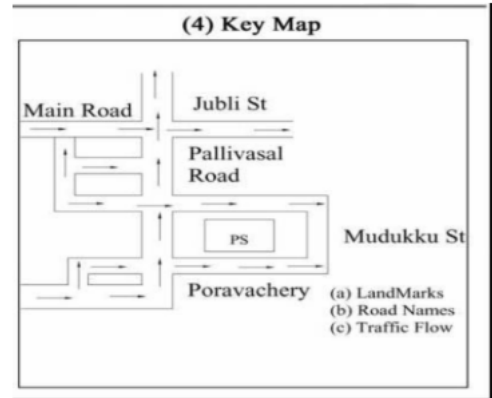 (4) Key Map
Main Road
Jubli St
Pallivasal
Road
PS
Mudukku St
Poravachery
(a) LandMarks
(b) Road Names
(c) Traffic Flow